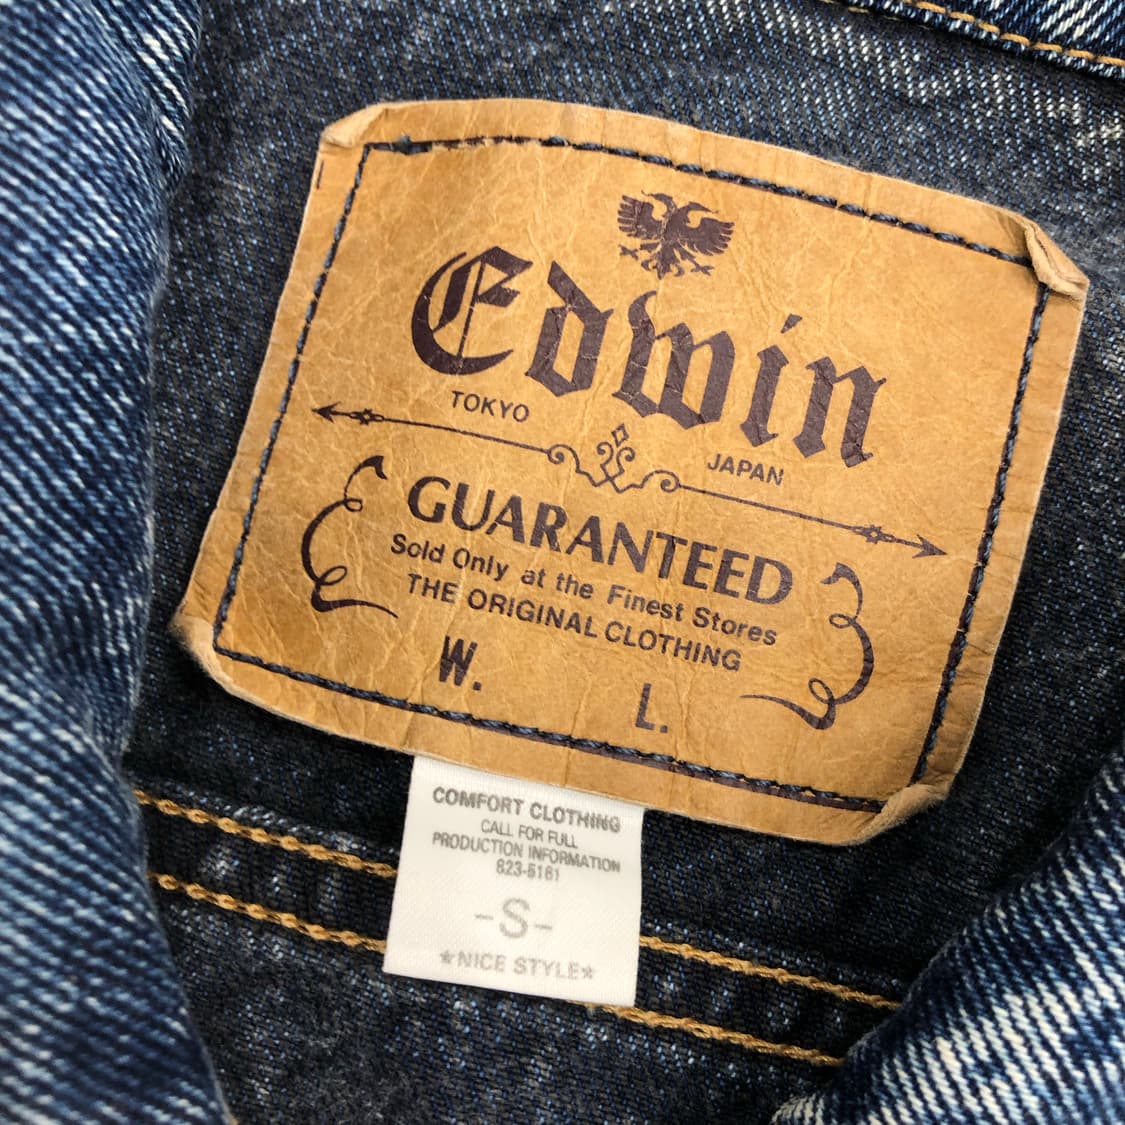 Edwin
TOKYO
JAPAN
GUARANTEED
Sold Only at the Finest Stores
THE ORIGINAL CLOTHING
W. L.
COMFORT CLOTHING
CALL FOR FULL
PRODUCTION INFORMATION
823-5161
-S-
★NICE STYLE★